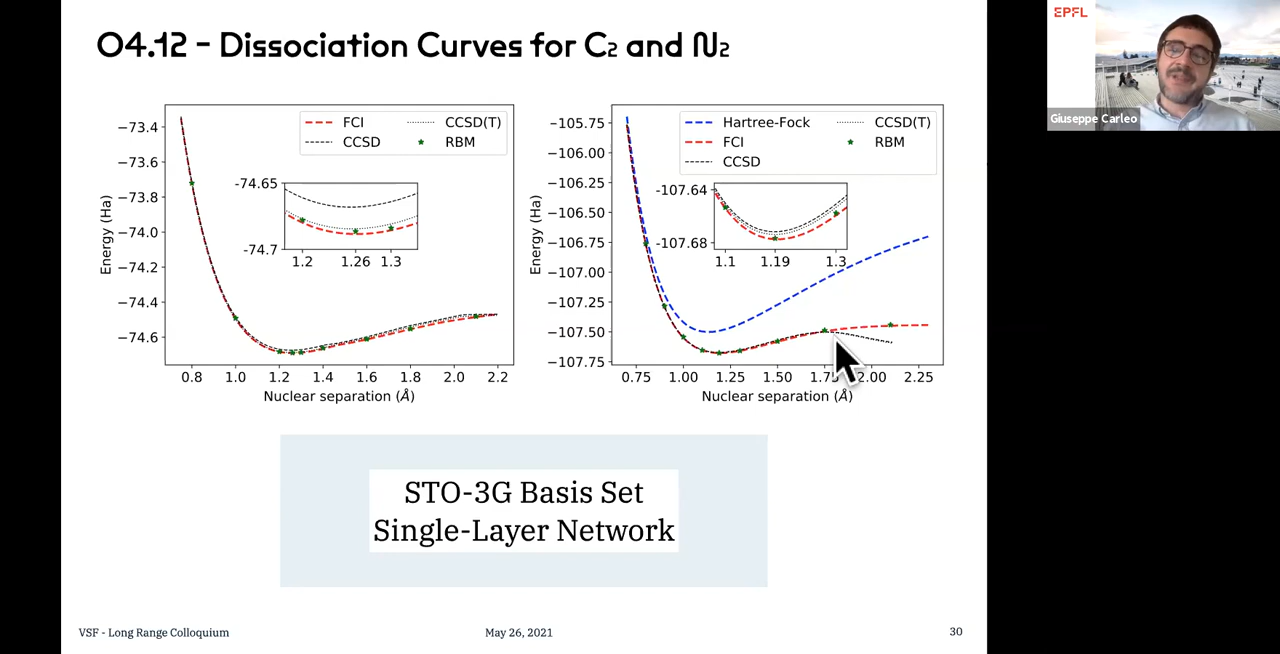 O4.12 - Dissociation Curves for C2 and N2
EPFL
Giuseppe Carleo
FCI
CCSD
CCSD(T)
RBM
−73.4
−73.6
−73.8
−74.0
−74.2
−74.4
−74.6
Energy (Ha)
-74.65
-74.7
1.2 1.26 1.3
0.8 1.0 1.2 1.4 1.6 1.8 2.0 2.2
Nuclear separation (Å)
Hartree-Fock
FCI
CCSD
CCSD(T)
RBM
−105.75
−106.00
−106.25
−106.50
−106.75
−107.00
−107.25
−107.50
−107.75
Energy (Ha)
-107.64
-107.68
1.1 1.19 1.3
0.75 1.00 1.25 1.50 1.75 2.00 2.25
Nuclear separation (Å)
STO-3G Basis Set
Single-Layer Network
VSF - Long Range Colloquium
May 26, 2021
30